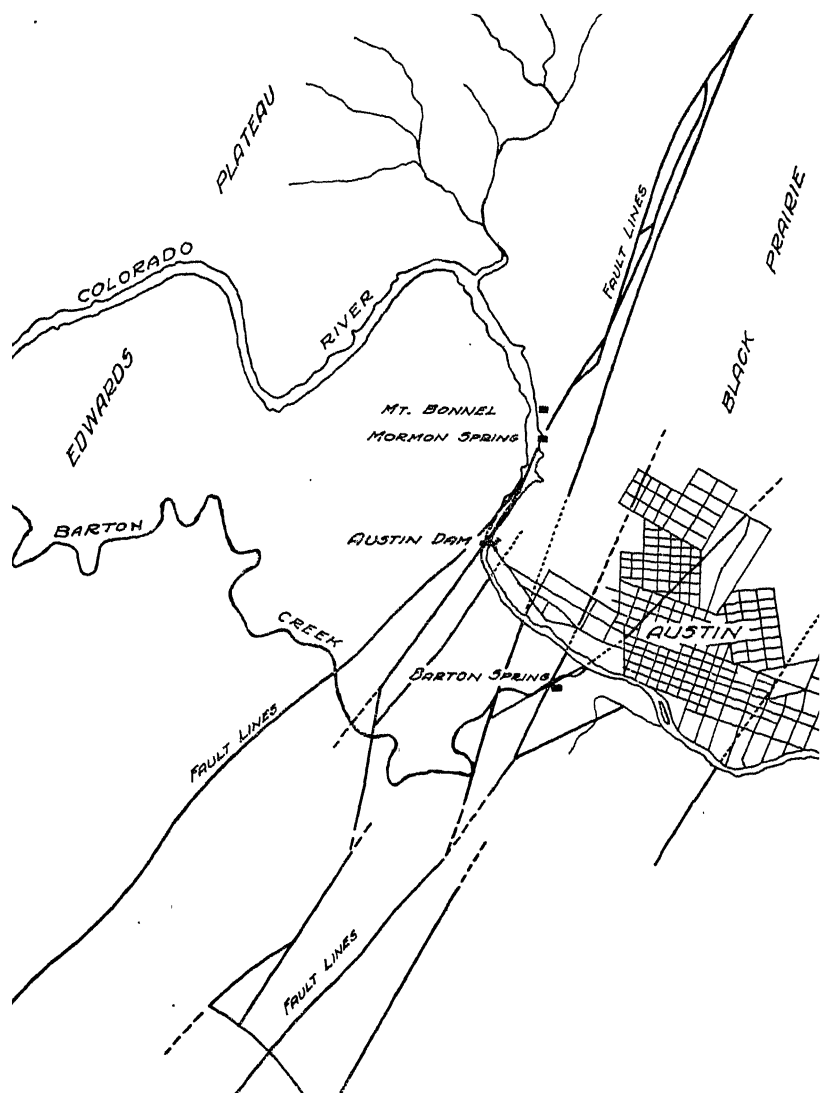 PLATEAU
PRAIRIE
FAULT LINES
COLORADO
RIVER
BLACK
EDWARDS
MT. BONNEL
MORMON SPRING
BARTON
AUSTIN DAM
CREEK
AUSTIN
BARTON SPRING
FAULT LINES
FAULT LINES